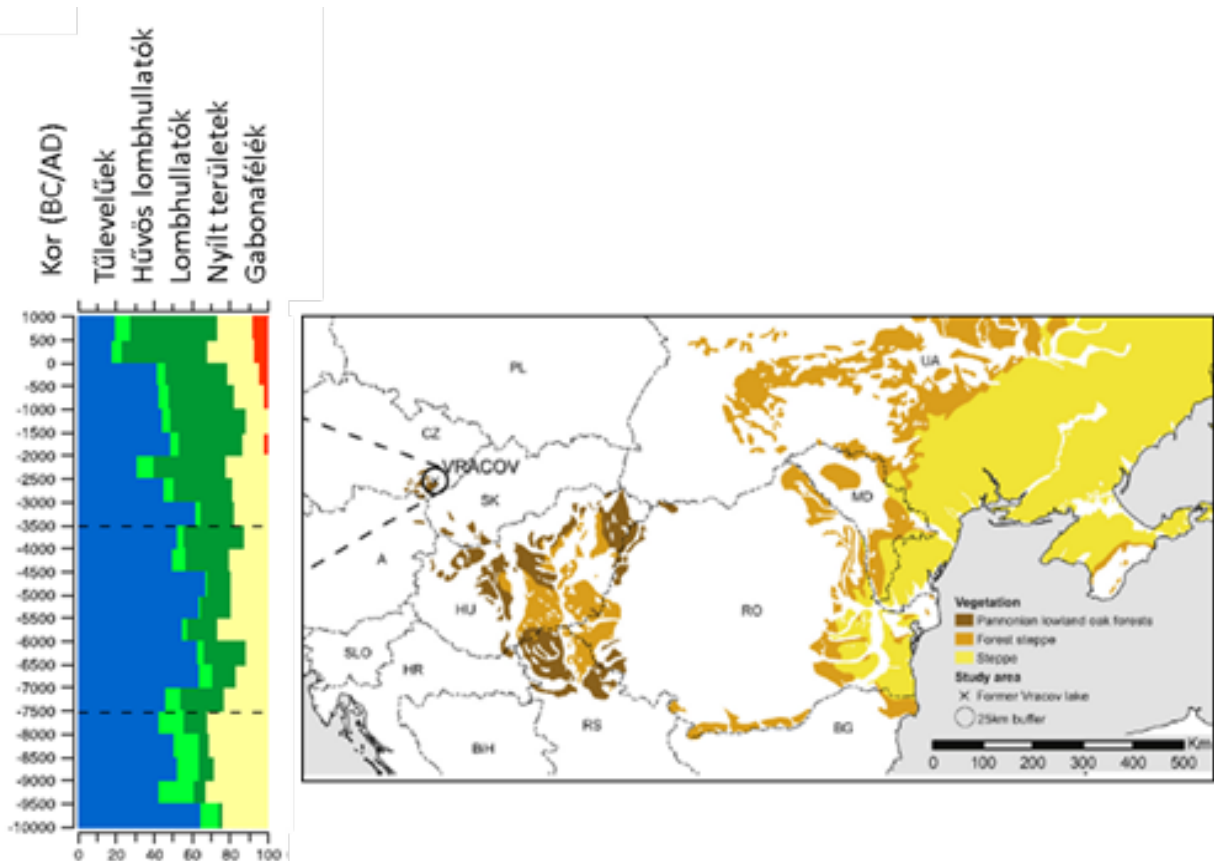 Kor (BC/AD)
Tűlevelűek
Hűvös lombhullatók
Lombhullatók
Nyílt területek
Gabonafélék
1000
500
0
-500
-1000
-1500
-2000
-2500
-3000
-3500
-4000
-4500
-5000
-5500
-6000
-6500
-7000
-7500
-8000
-8500
-9000
-9500
-10000
0 20 40 60 80 100
PL
UA
CZ
VRACOV
SK
MD
A
HU
RO
SLO
HR
RS
BiH
BG
Vegetation
Pannonian lowland oak forests
Forest steppe
Steppe
Study area
Former Vracov lake
25km buffer
Km
0 100 200 300 400 500